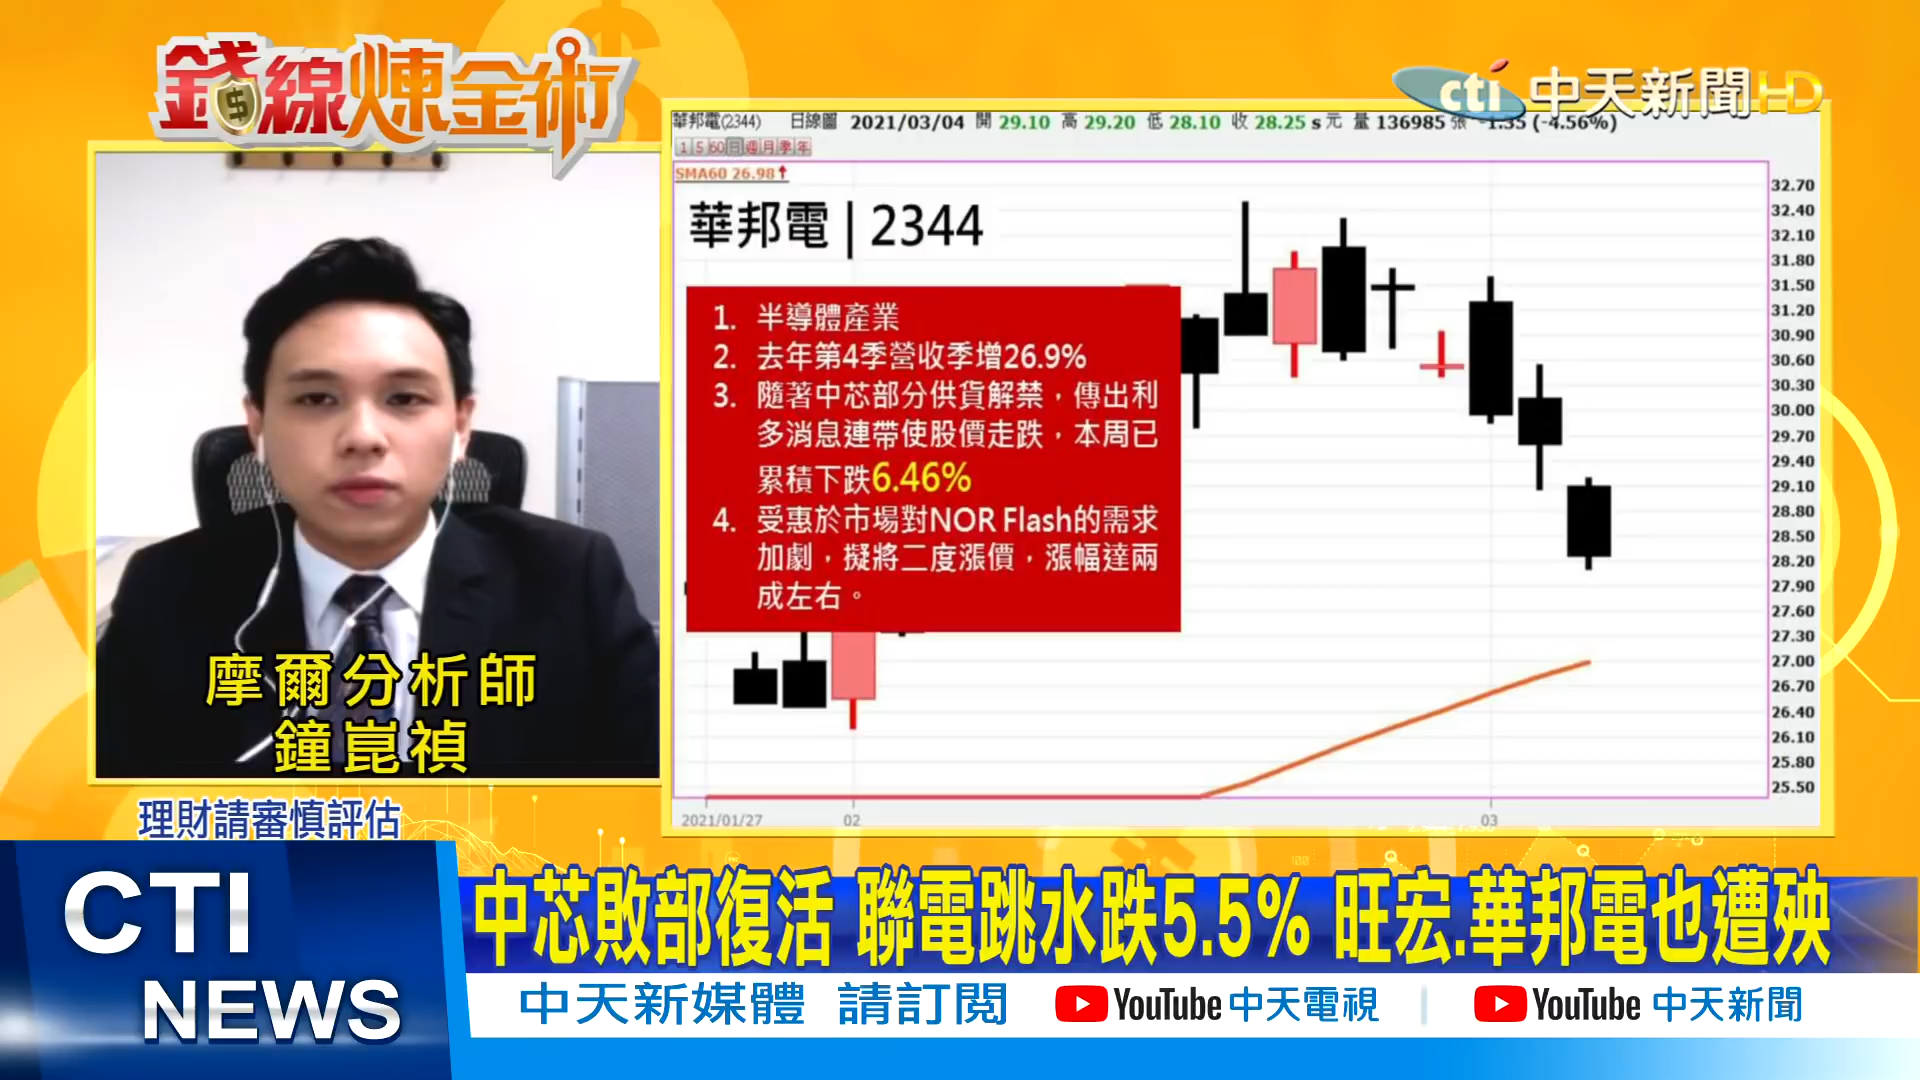 錢線煉金術
$
cti 中天新聞HD
華邦電(2344) 日線圖 2021/03/04 開 29.10 高 29.20 低 28.10 收 28.25 s 元 量 136985 張 -1.35 (-4.56%)
1 5 60 日 週 月 季 年
SMA60 26.98↑
華邦電 | 2344
1. 半導體產業
2. 去年第4季營收季增26.9%
3. 隨著中芯部分供貨解禁，傳出利
多消息連帶使股價走跌，本周已
累積下跌6.46%
4. 受惠於市場對NOR Flash的需求
加劇，擬將二度漲價，漲幅達兩
成左右。
32.70
32.40
32.10
31.80
31.50
31.20
30.90
30.60
30.30
30.00
29.70
29.40
29.10
28.80
28.50
28.20
27.90
27.60
27.30
27.00
26.70
26.40
26.10
25.80
25.50
2021/01/27 02 03
摩爾分析師
鐘崑禎
理財請審慎評估
CTI
NEWS
中芯敗部復活 聯電跳水跌5.5% 旺宏.華邦電也遭殃
中天新媒體 請訂閱 YouTube 中天電視 | YouTube 中天新聞